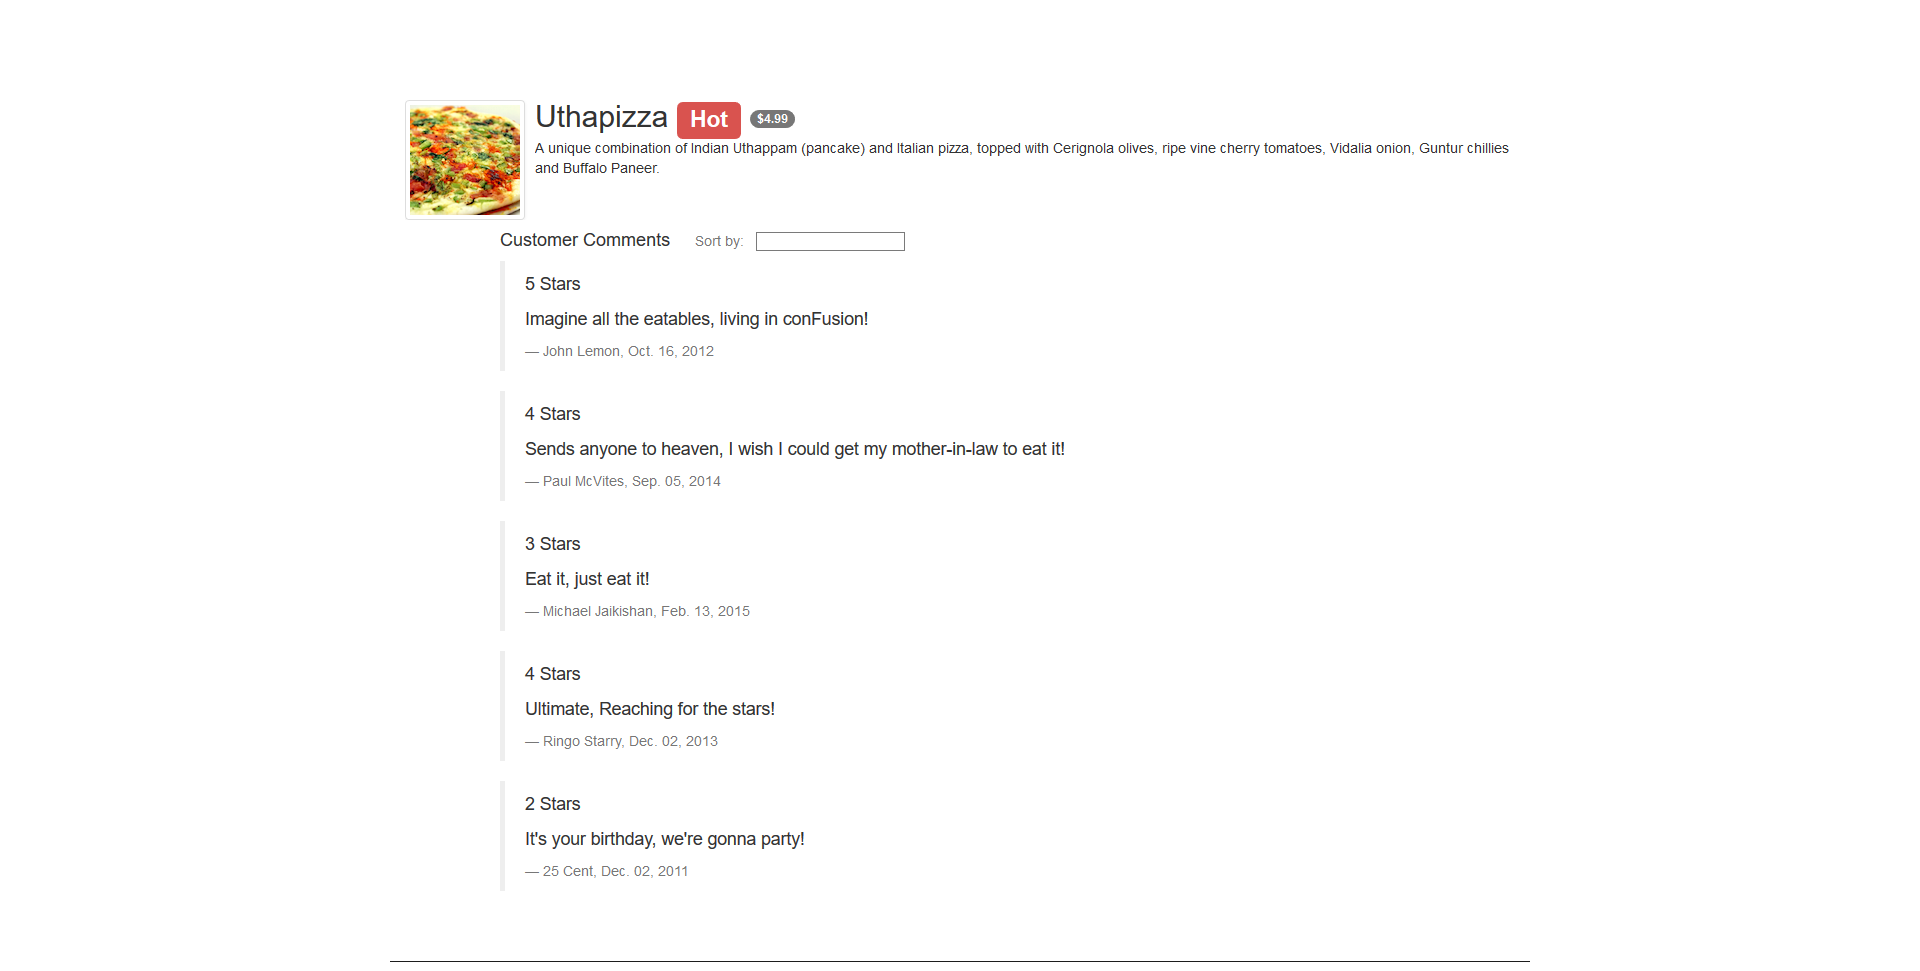 Uthapizza Hot $4.99
A unique combination of Indian Uthappam (pancake) and Italian pizza, topped with Cerignola olives, ripe vine cherry tomatoes, Vidalia onion, Guntur chillies
and Buffalo Paneer.
Customer Comments Sort by:
5 Stars
Imagine all the eatables, living in conFusion!
— John Lemon, Oct. 16, 2012
4 Stars
Sends anyone to heaven, I wish I could get my mother-in-law to eat it!
— Paul McVites, Sep. 05, 2014
3 Stars
Eat it, just eat it!
— Michael Jaikishan, Feb. 13, 2015
4 Stars
Ultimate, Reaching for the stars!
— Ringo Starry, Dec. 02, 2013
2 Stars
It's your birthday, we're gonna party!
— 25 Cent, Dec. 02, 2011